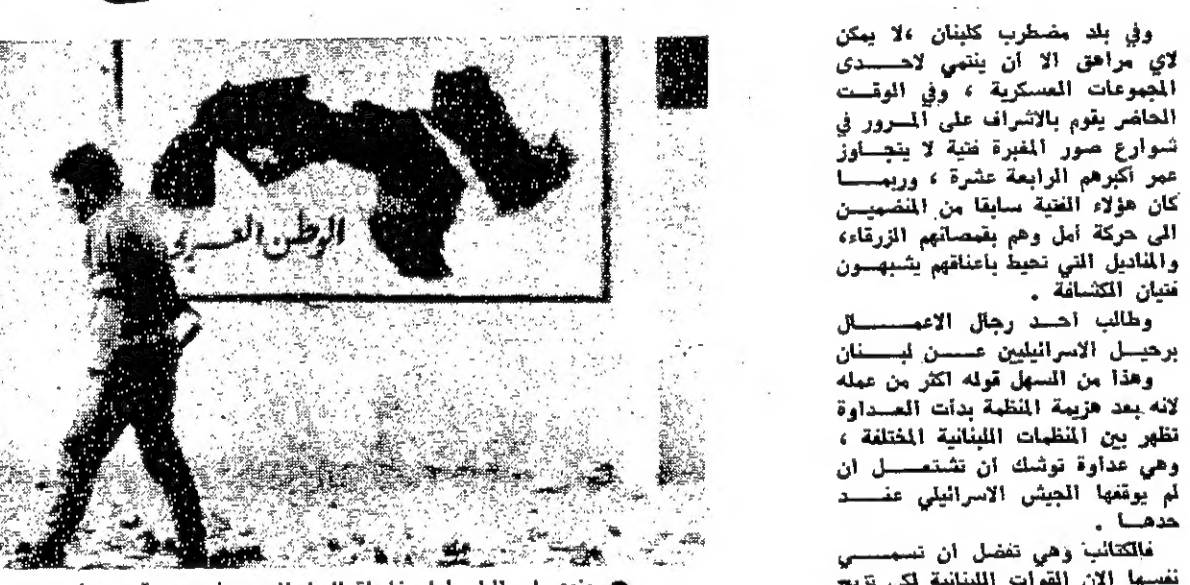 وفي بلد مضطرب كلبنان ،لا يمكن
لاي مراهق الا ان ينتمي لاحدى
المجموعات العسكرية ، وفي الوقت
الحاضر يقوم بالاشراف على المرور في
شوارع صور المغبرة فتية لا يتجاوز
عمر أكبرهم الرابعة عشرة ، وربما
كان هؤلاء الفتية سابقا من المنضمين
الى حركة أمل وهم بقمصانهم الزرقاء،
والمناديل التي تحيط بأعناقهم يشبهون
فتيان الكشافة .
وطالب أحد رجال الاعمال
برحيل الاسرائيليين عن لبنان
وهذا من السهل قوله اكثر من عمله
لانه بعد هزيمة المنظمة بدأت العداوة
تظهر بين المنظمات اللبنانية المختلفة ،
وهي عداوة توشك ان تشتعل ان
لم يوقفها الجيش الاسرائيلي عند
حدها .
فالكتائب وهي تفضل ان تسمي
نفسها الان القوات اللبنانية لكي
الوطن العربي